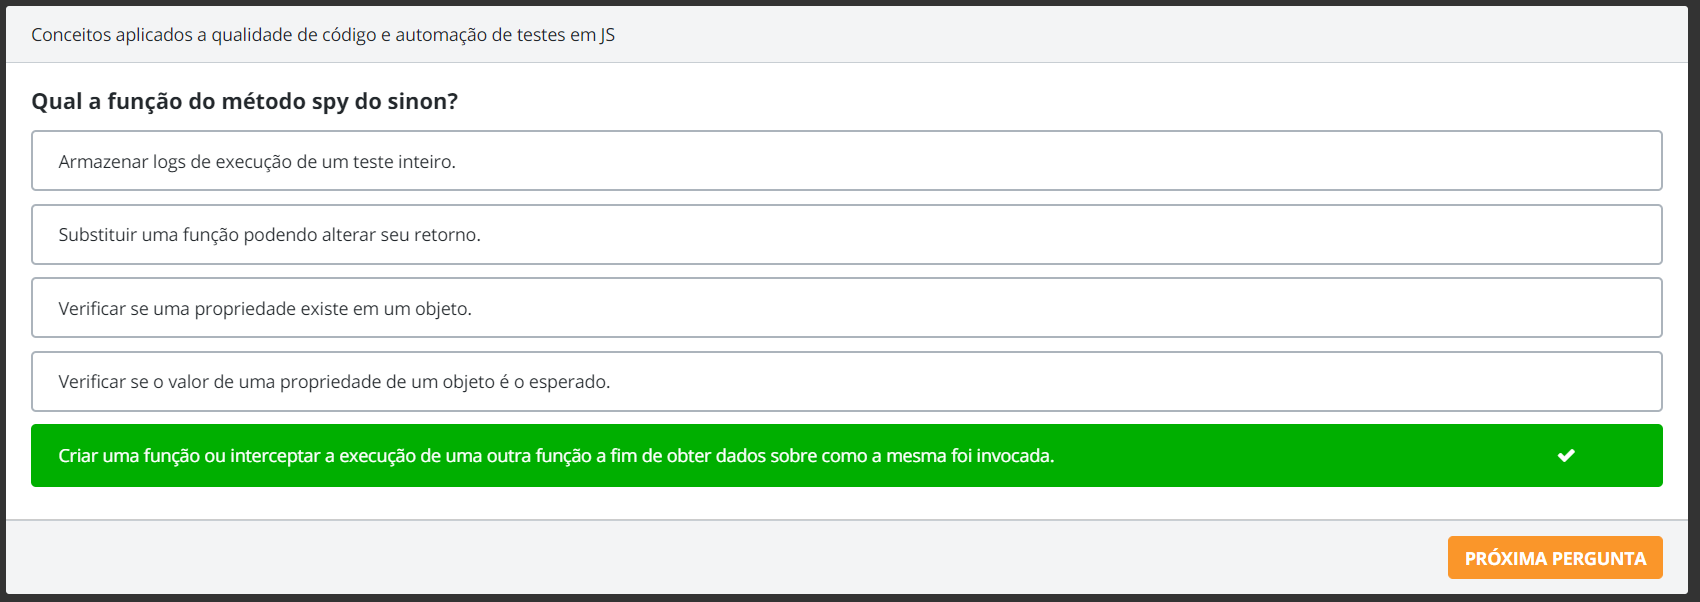 Conceitos aplicados a qualidade de código e automação de testes em JS
Qual a função do método spy do sinon?
Armazenar logs de execução de um teste inteiro.
Substituir uma função podendo alterar seu retorno.
Verificar se uma propriedade existe em um objeto.
Verificar se o valor de uma propriedade de um objeto é o esperado.
Criar uma função ou interceptar a execução de uma outra função a fim de obter dados sobre como a mesma foi invocada.
PRÓXIMA PERGUNTA